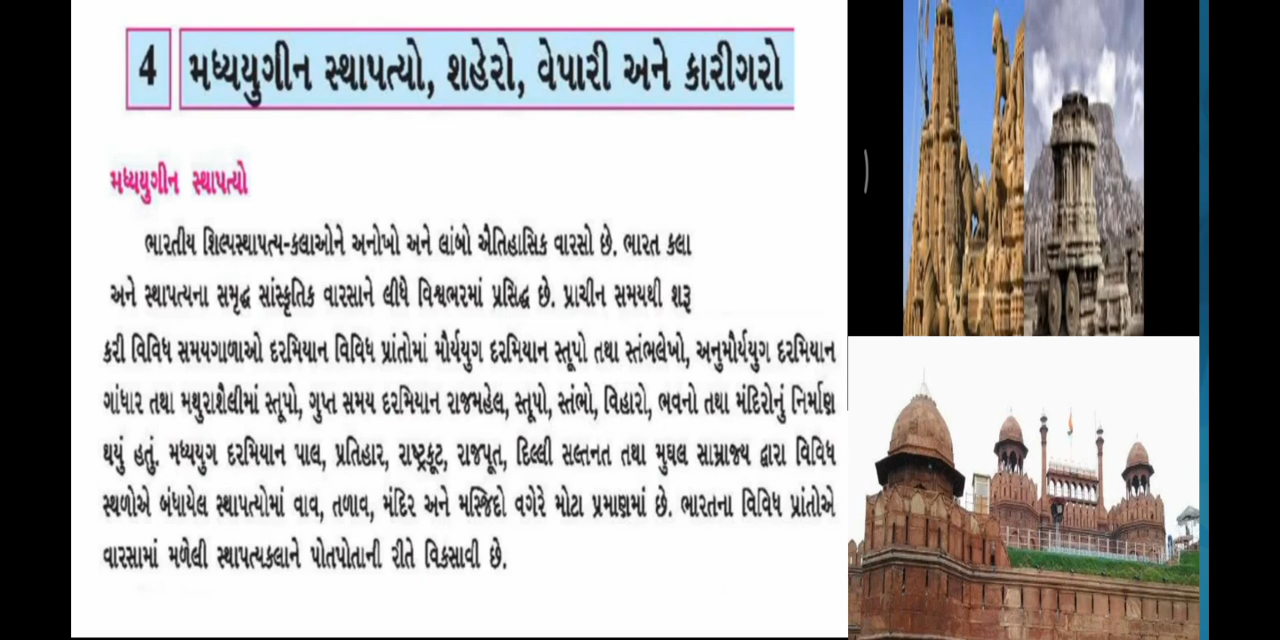 4 મધ્યયુગીન સ્થાપત્યો, શહેરો, વેપારી અને કારીગરો
મધ્યયુગીન સ્થાપત્યો
ભારતીય શિલ્પસ્થાપત્ય-કલાઓને અનોખો અને લાંબો ઐતિહાસિક વારસો છે. ભારત કલા
અને સ્થાપત્યના સમૃદ્ધ સાંસ્કૃતિક વારસાને લીધે વિશ્વભરમાં પ્રસિદ્ધ છે. પ્રાચીન સમયથી શરૂ
કરી વિવિધ સમયગાળાઓ દરમિયાન વિવિધ પ્રાંતોમાં મૌર્યયુગ દરમિયાન સ્તૂપો તથા સ્તંભલેખો, અનુમૌર્યયુગ દરમિયાન
ગાંધાર તથા મથુરાશૈલીમાં સ્તૂપો, ગુપ્ત સમય દરમિયાન રાજમહેલ, સ્તૂપો, સ્તંભો, વિહારો, ભવનો તથા મંદિરોનું નિર્માણ
થયું હતું. મધ્યયુગ દરમિયાન પાલ, પ્રતિહાર, રાષ્ટ્રકૂટ, રાજપૂત, દિલ્લી સલ્તનત તથા મુઘલ સામ્રાજ્ય દ્વારા વિવિધ
સ્થળોએ બંધાયેલ સ્થાપત્યોમાં વાવ, તળાવ, મંદિર અને મસ્જિદો વગેરે મોટા પ્રમાણમાં છે. ભારતના વિવિધ પ્રાંતોએ
વારસામાં મળેલી સ્થાપત્યકલાને પોતપોતાની રીતે વિકસાવી છે.